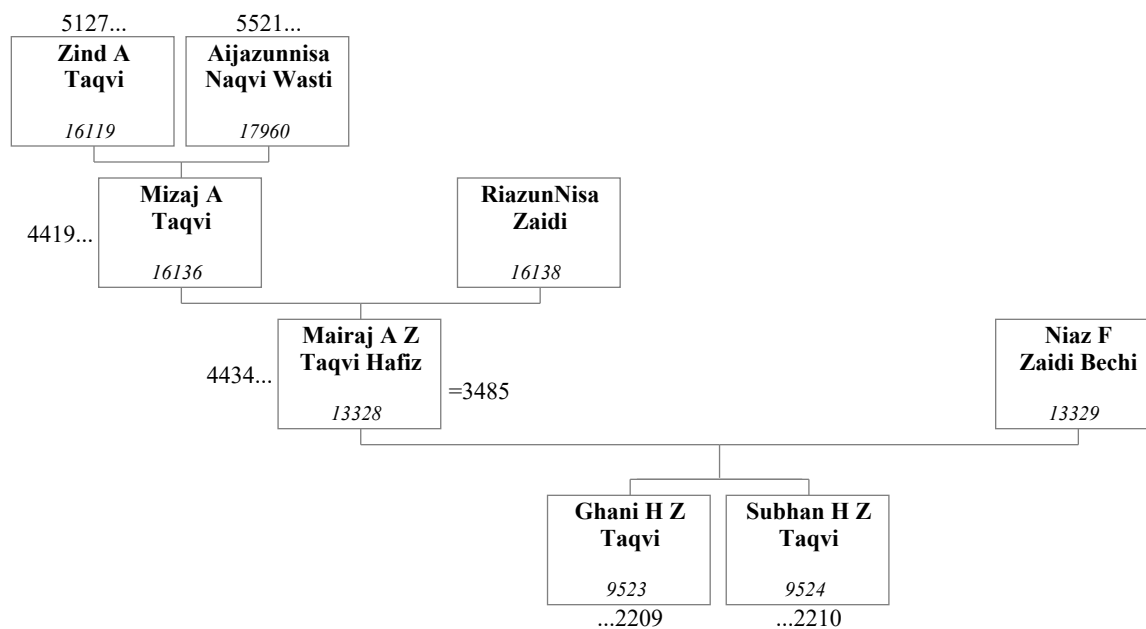 5127...
5521...
Zind A
Taqvi
16119
Aijazunnisa
Naqvi Wasti
17960
4419...
Mizaj A
Taqvi
16136
RiazunNisa
Zaidi
16138
4434...
Mairaj A Z
Taqvi Hafiz
13328
=3485
Niaz F
Zaidi Bechi
13329
Ghani H Z
Taqvi
9523
...2209
Subhan H Z
Taqvi
9524
...2210